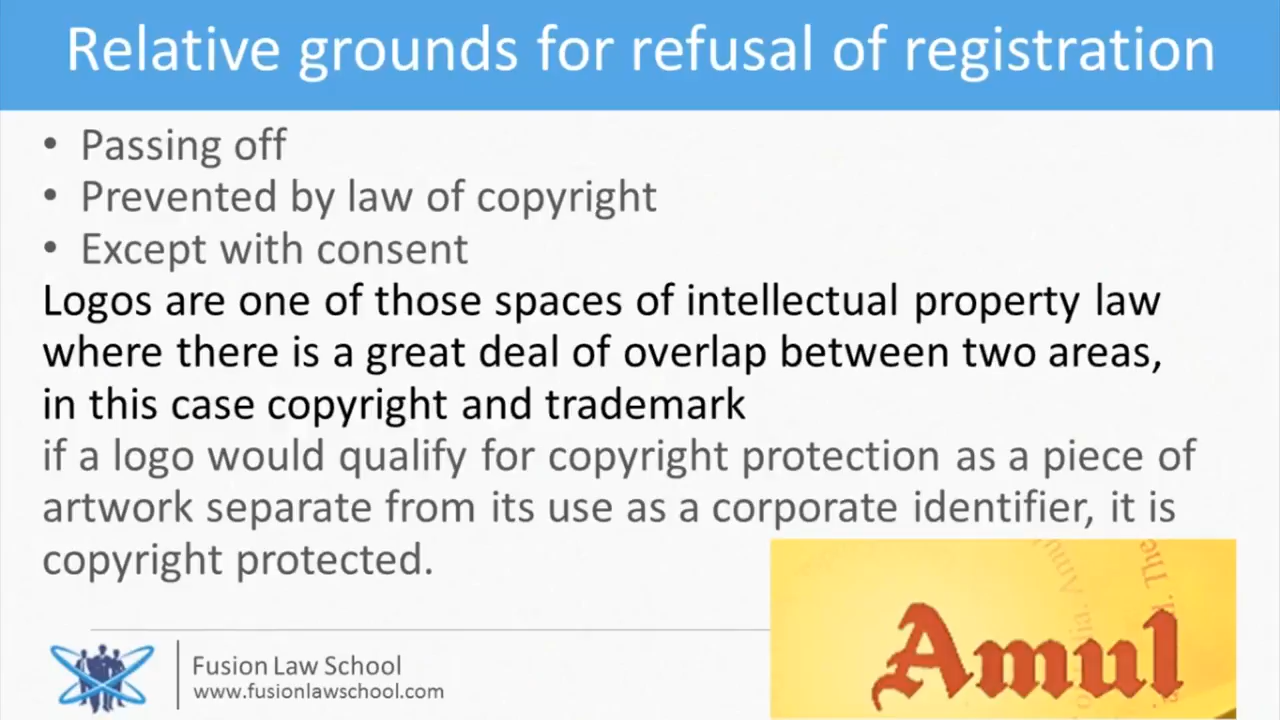 Relative grounds for refusal of registration
• Passing off
• Prevented by law of copyright
• Except with consent
Logos are one of those spaces of intellectual property law
where there is a great deal of overlap between two areas,
in this case copyright and trademark
if a logo would qualify for copyright protection as a piece of
artwork separate from its use as a corporate identifier, it is
copyright protected.
The
Amul
Fusion Law School
www.fusionlawschool.com